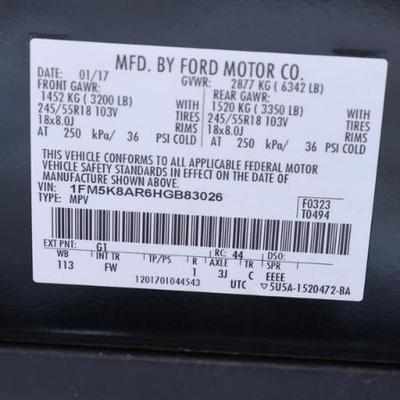 MFD. BY FORD MOTOR CO.
DATE: 01/17 GVWR: 2877 KG ( 6342 LB)
FRONT GAWR: REAR GAWR:
1452 KG ( 3200 LB) WITH 1520 KG ( 3350 LB) WITH
245/55R18 103V TIRES 245/55R18 103V TIRES
18x8.0J RIMS 18x8.0J RIMS
AT 250 kPa/ 36 PSI COLD AT 250 kPa/ 36 PSI COLD
THIS VEHICLE CONFORMS TO ALL APPLICABLE FEDERAL MOTOR
VEHICLE SAFETY AND THEFT PREVENTION STANDARDS IN EFFECT ON THE DATE OF
MANUFACTURE SHOWN ABOVE.
VIN: 1FM5K8AR6HGB83026 F0323
TYPE: MPV T0494
EXT PNT: G1 RC: 44 DSO:
WB INT TR TP/PS R AXLE TR SPR
113 FW 1 3J C EEEE
1201701044543 UTC ▽5U5A-1520472-BA